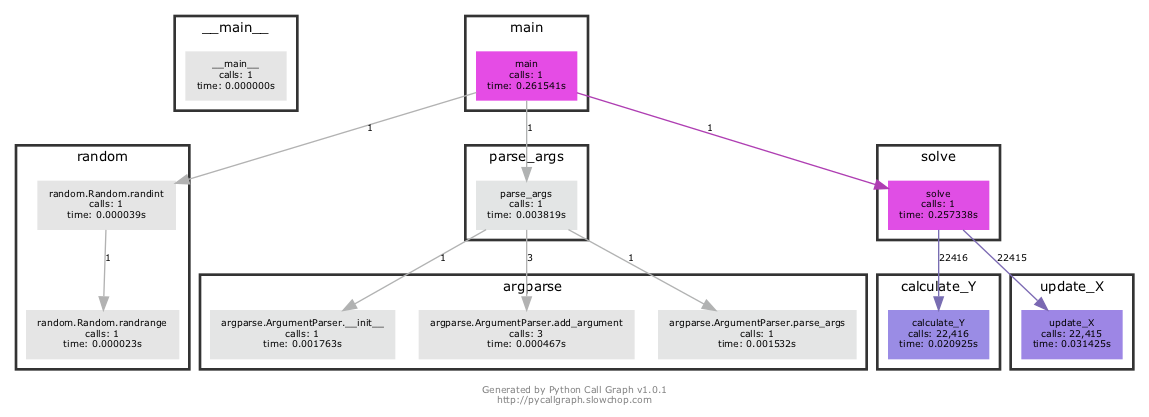 __main__
__main__
calls: 1
time: 0.000000s
main
main
calls: 1
time: 0.261541s
1
1
1
random
random.Random.randint
calls: 1
time: 0.000039s
1
random.Random.randrange
calls: 1
time: 0.000023s
parse_args
parse_args
calls: 1
time: 0.003819s
1
3
1
argparse
argparse.ArgumentParser.__init__
calls: 1
time: 0.001763s
argparse.ArgumentParser.add_argument
calls: 3
time: 0.000467s
argparse.ArgumentParser.parse_args
calls: 1
time: 0.001532s
solve
solve
calls: 1
time: 0.257338s
22416
22415
calculate_Y
calculate_Y
calls: 22,416
time: 0.020925s
update_X
update_X
calls: 22,415
time: 0.031425s
Generated by Python Call Graph v1.0.1
http://pycallgraph.slowchop.com